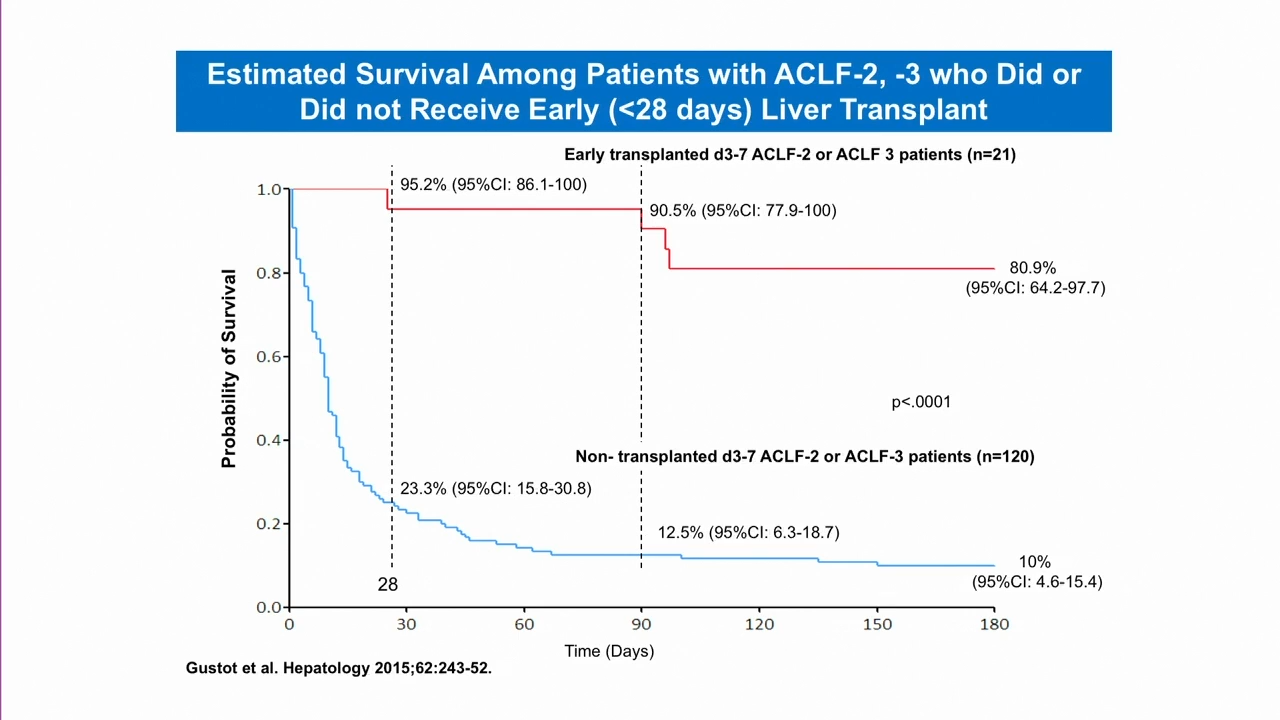 Estimated Survival Among Patients with ACLF-2, -3 who Did or
Did not Receive Early (<28 days) Liver Transplant
Early transplanted d3-7 ACLF-2 or ACLF 3 patients (n=21)
95.2% (95%CI: 86.1-100)
90.5% (95%CI: 77.9-100)
80.9%
(95%CI: 64.2-97.7)
p<.0001
Non- transplanted d3-7 ACLF-2 or ACLF-3 patients (n=120)
23.3% (95%CI: 15.8-30.8)
12.5% (95%CI: 6.3-18.7)
10%
(95%CI: 4.6-15.4)
28
Probability of Survival
1.0
0.8
0.6
0.4
0.2
0.0
0 30 60 90 120 150 180
Time (Days)
Gustot et al. Hepatology 2015;62:243-52.